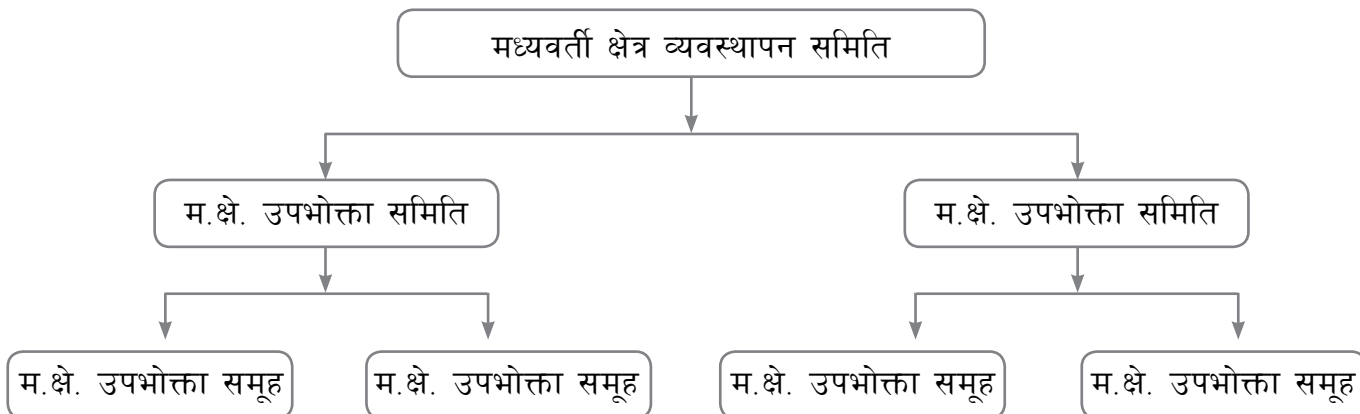 मध्यवर्ती क्षेत्र व्यवस्थापन समिति
म.क्षे. उपभोक्ता समिति
म.क्षे. उपभोक्ता समिति
म.क्षे. उपभोक्ता समूह
म.क्षे. उपभोक्ता समूह
म.क्षे. उपभोक्ता समूह
म.क्षे. उपभोक्ता समूह